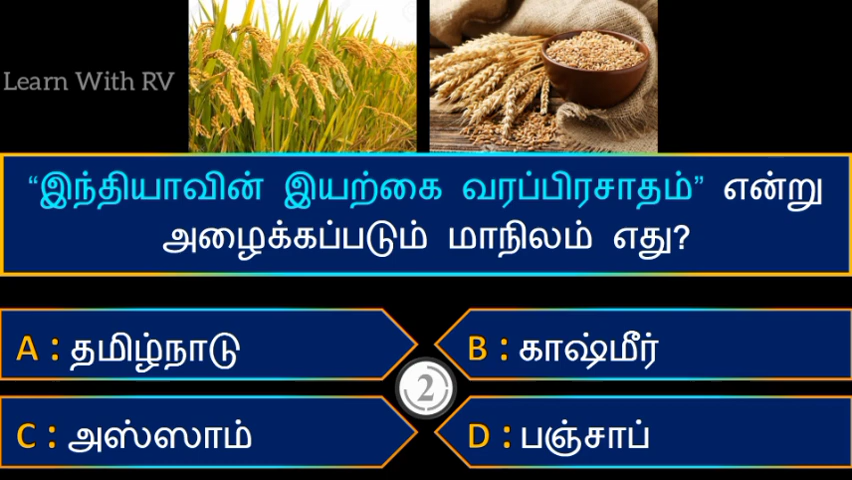 Learn With RV
“இந்தியாவின் இயற்கை வரப்பிரசாதம்” என்று
அழைக்கப்படும் மாநிலம் எது?
A : தமிழ்நாடு
B : காஷ்மீர்
2
C : அஸ்ஸாம்
D : பஞ்சாப்